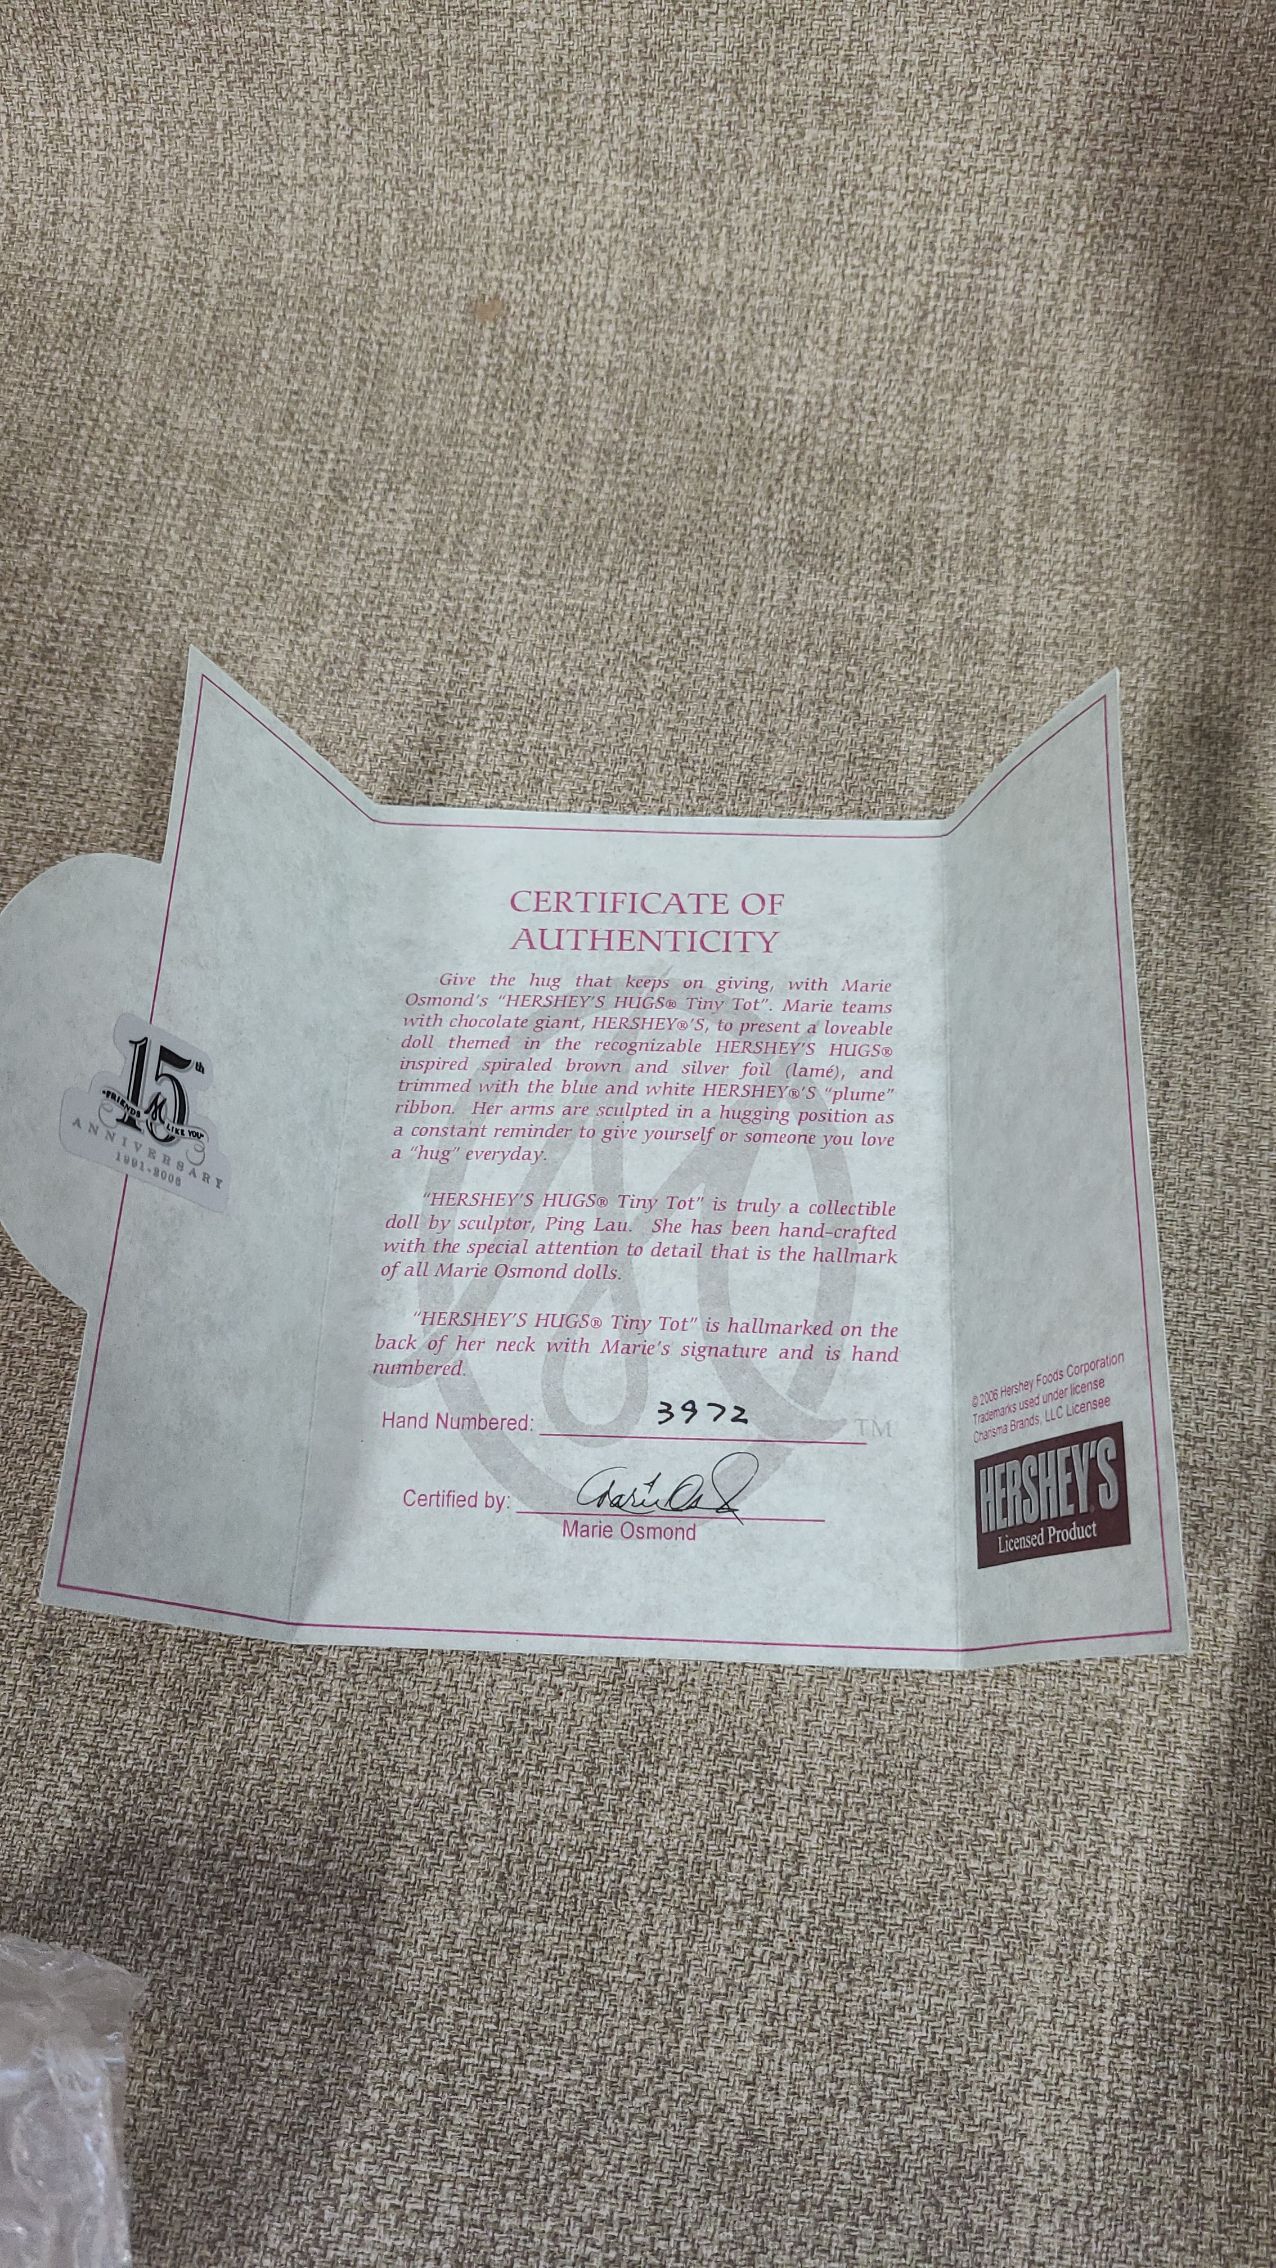 CERTIFICATE OF
AUTHENTICITY
Give the hug that keeps on giving, with Marie
Osmond's "HERSHEY'S HUGS® Tiny Tot". Marie teams
with chocolate giant, HERSHEY®'S, to present a loveable
doll themed in the recognizable HERSHEY'S HUGS®
inspired spiraled brown and silver foil (lamé), and
trimmed with the blue and white HERSHEY®'S "plume"
ribbon. Her arms are sculpted in a hugging position as
a constant reminder to give yourself or someone you love
a "hug" everyday.
"HERSHEY'S HUGS® Tiny Tot" is truly a collectible
doll by sculptor, Ping Lau. She has been hand-crafted
with the special attention to detail that is the hallmark
of all Marie Osmond dolls.
"HERSHEY'S HUGS® Tiny Tot" is hallmarked on the
back of her neck with Marie's signature and is hand
numbered.
Hand Numbered: 3972
TM
Certified by: Marie Osmond
Marie Osmond
15th
"FRIENDS LIKE YOU"
ANNIVERSARY
1991-2006
© 2006 Hershey Foods Corporation
Trademarks used under license
Charisma Brands, LLC Licensee
HERSHEY'S
Licensed Product